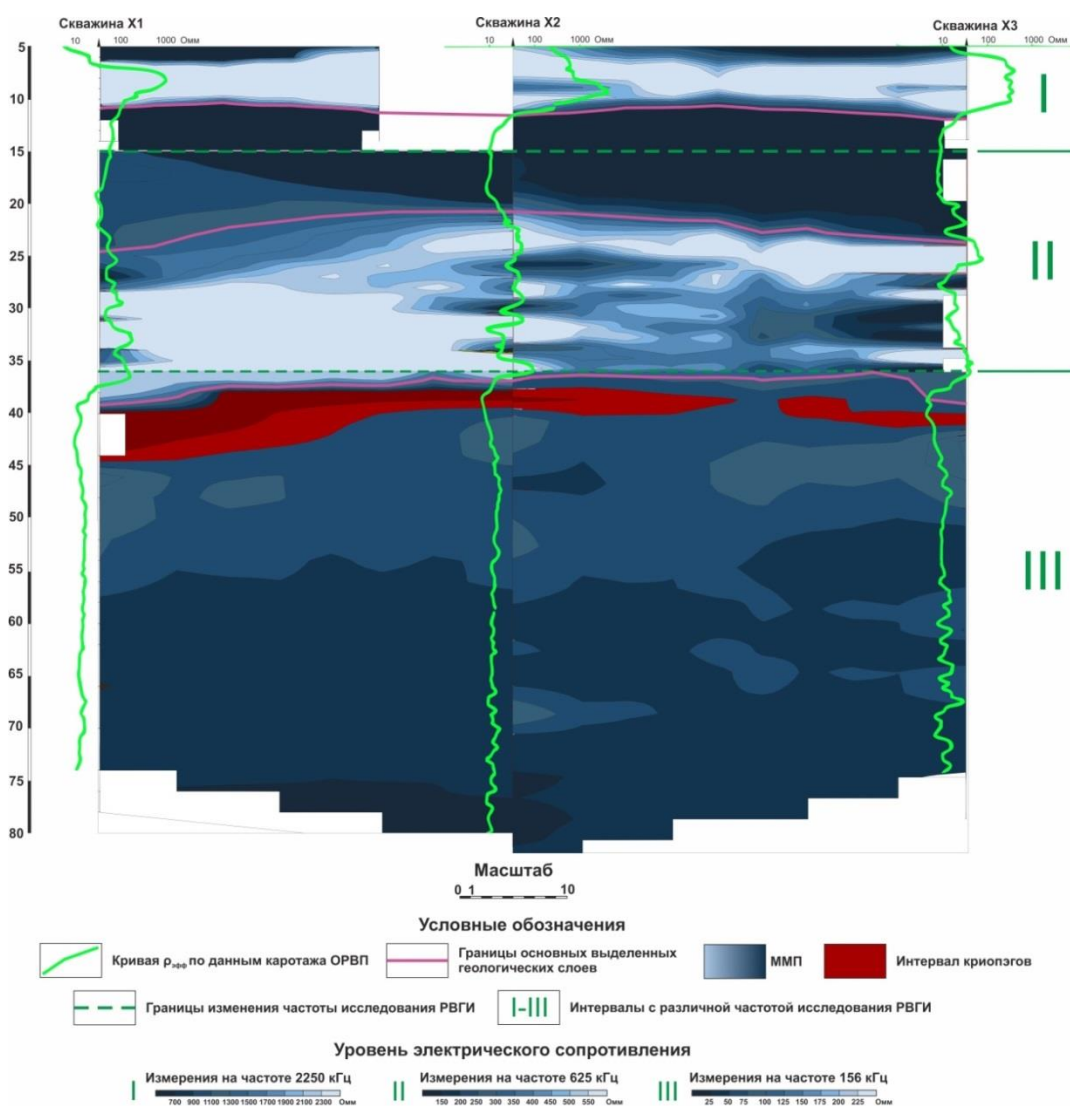 Скважина X1
Скважина X2
Скважина X3
10 100 1000 Омм
10 100 1000 Омм
10 100 1000 Омм
5
10
15
20
25
30
35
40
45
50
55
60
65
70
75
80
I
II
III
Масштаб
0 1 10
Условные обозначения
Кривая ρэфф по данным каротажа ОРВП
Границы основных выделенных
геологических слоев
ММП
Интервал криопэгов
Границы изменения частоты исследования РВГИ
I-III
Интервалы с различной частотой исследования РВГИ
Уровень электрического сопротивления
I Измерения на частоте 2250 кГц
700 900 1100 1300 1500 1700 1900 2100 2300 Омм
II Измерения на частоте 625 кГц
150 200 250 300 350 400 450 500 550 Омм
III Измерения на частоте 156 кГц
25 50 75 100 125 150 175 200 225 Омм